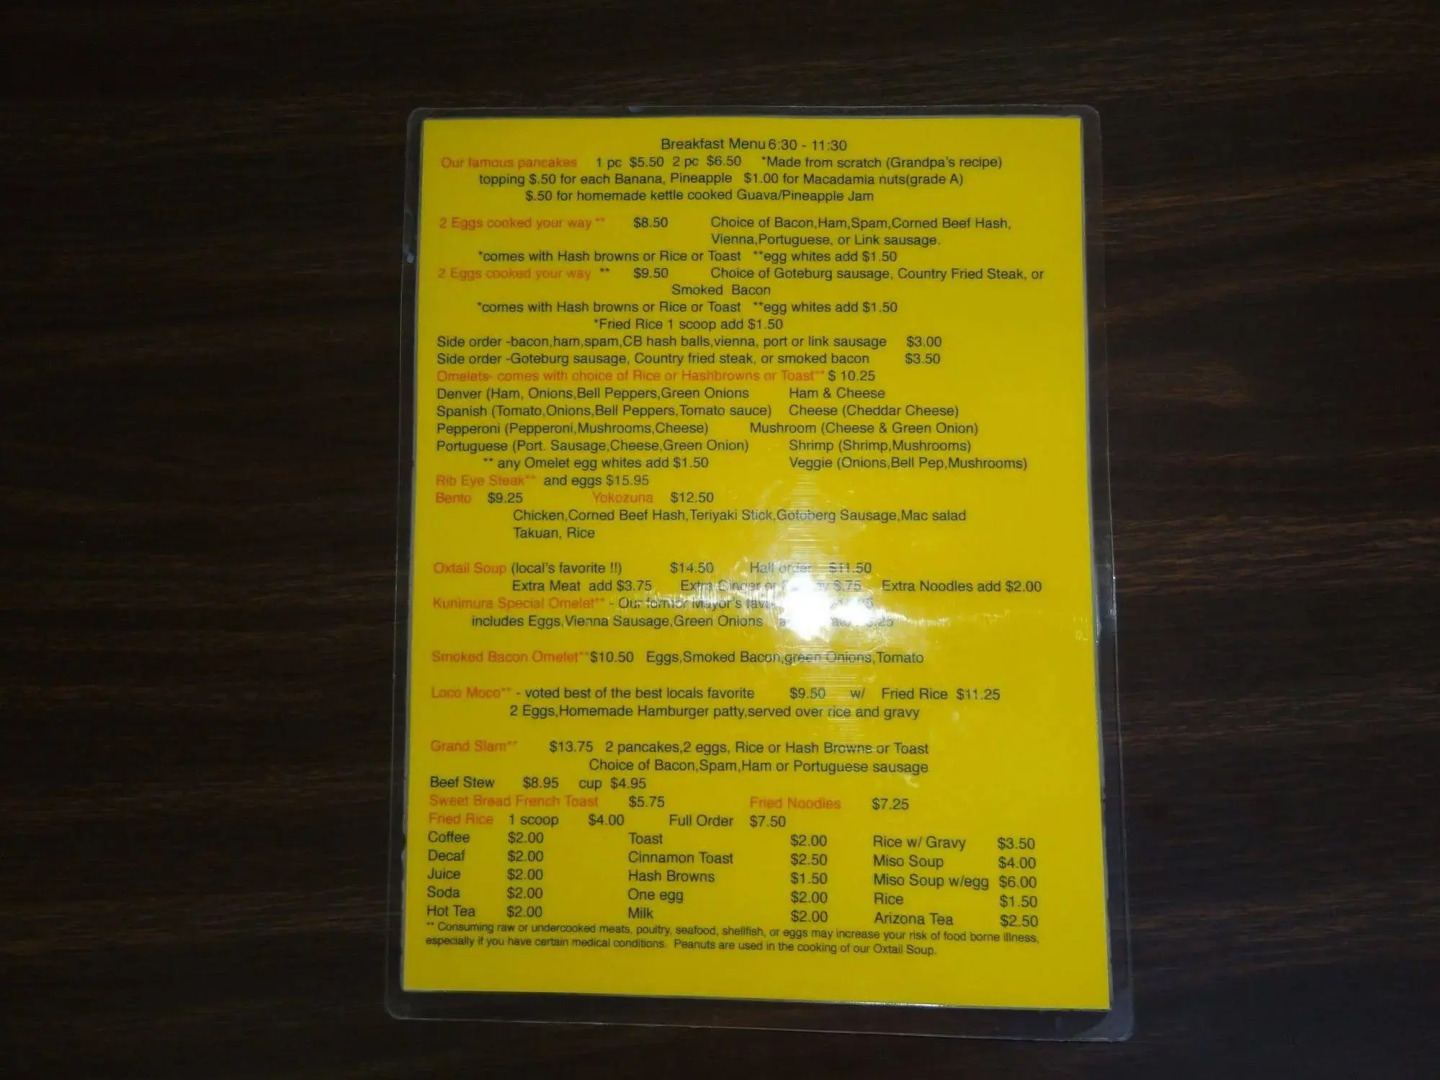 Breakfast Menu 6:30 - 11:30
Our famous pancakes 1 pc $5.50 2 pc $6.50 *Made from scratch (Grandpa's recipe)
topping $.50 for each Banana, Pineapple $1.00 for Macadamia nuts(grade A)
$.50 for homemade kettle cooked Guava/Pineapple Jam
2 Eggs cooked your way ** $8.50 Choice of Bacon,Ham,Spam,Corned Beef Hash,
Vienna,Portuguese, or Link sausage.
*comes with Hash browns or Rice or Toast **egg whites add $1.50
2 Eggs cooked your way ** $9.50 Choice of Goteburg sausage, Country Fried Steak, or
Smoked Bacon
*comes with Hash browns or Rice or Toast **egg whites add $1.50
*Fried Rice 1 scoop add $1.50
Side order -bacon,ham,spam,CB hash balls,vienna, port or link sausage $3.00
Side order -Goteburg sausage, Country fried steak, or smoked bacon $3.50
Omelets- comes with choice of Rice or Hashbrowns or Toast** $ 10.25
Denver (Ham, Onions,Bell Peppers,Green Onions Ham & Cheese
Spanish (Tomato,Onions,Bell Peppers,Tomato sauce) Cheese (Cheddar Cheese)
Pepperoni (Pepperoni,Mushrooms,Cheese) Mushroom (Cheese & Green Onion)
Portuguese (Port. Sausage,Cheese,Green Onion) Shrimp (Shrimp,Mushrooms)
** any Omelet egg whites add $1.50 Veggie (Onions,Bell Pep,Mushrooms)
Rib Eye Steak** and eggs $15.95
Bento $9.25 Yokozuna $12.50
Chicken,Corned Beef Hash,Teriyaki Stick,Goteberg Sausage,Mac salad
Takuan, Rice
Oxtail Soup (local's favorite !!) $14.50 Half order $11.50
Extra Meat add $3.75 Extra Ginger or $.75 Extra Noodles add $2.00
Kunimura Special Omelet** - Our former Mayor's
includes Eggs,Vienna Sausage,Green Onions
Smoked Bacon Omelet** $10.50 Eggs,Smoked Bacon,green Onions,Tomato
Loco Moco** - voted best of the best locals favorite $9.50 w/ Fried Rice $11.25
2 Eggs,Homemade Hamburger patty,served over rice and gravy
Grand Slam** $13.75 2 pancakes,2 eggs, Rice or Hash Browns or Toast
Choice of Bacon,Spam,Ham or Portuguese sausage
Beef Stew $8.95 cup $4.95
Sweet Bread French Toast $5.75 Fried Noodles $7.25
Fried Rice 1 scoop $4.00 Full Order $7.50
Coffee $2.00 Toast $2.00 Rice w/ Gravy $3.50
Decaf $2.00 Cinnamon Toast $2.50 Miso Soup $4.00
Juice $2.00 Hash Browns $1.50 Miso Soup w/egg $6.00
Soda $2.00 One egg $2.00 Rice $1.50
Hot Tea $2.00 Milk $2.00 Arizona Tea $2.50
** Consuming raw or undercooked meats, poultry, seafood, shellfish, or eggs may increase your risk of food borne illness,
especially if you have certain medical conditions. Peanuts are used in the cooking of our Oxtail Soup.